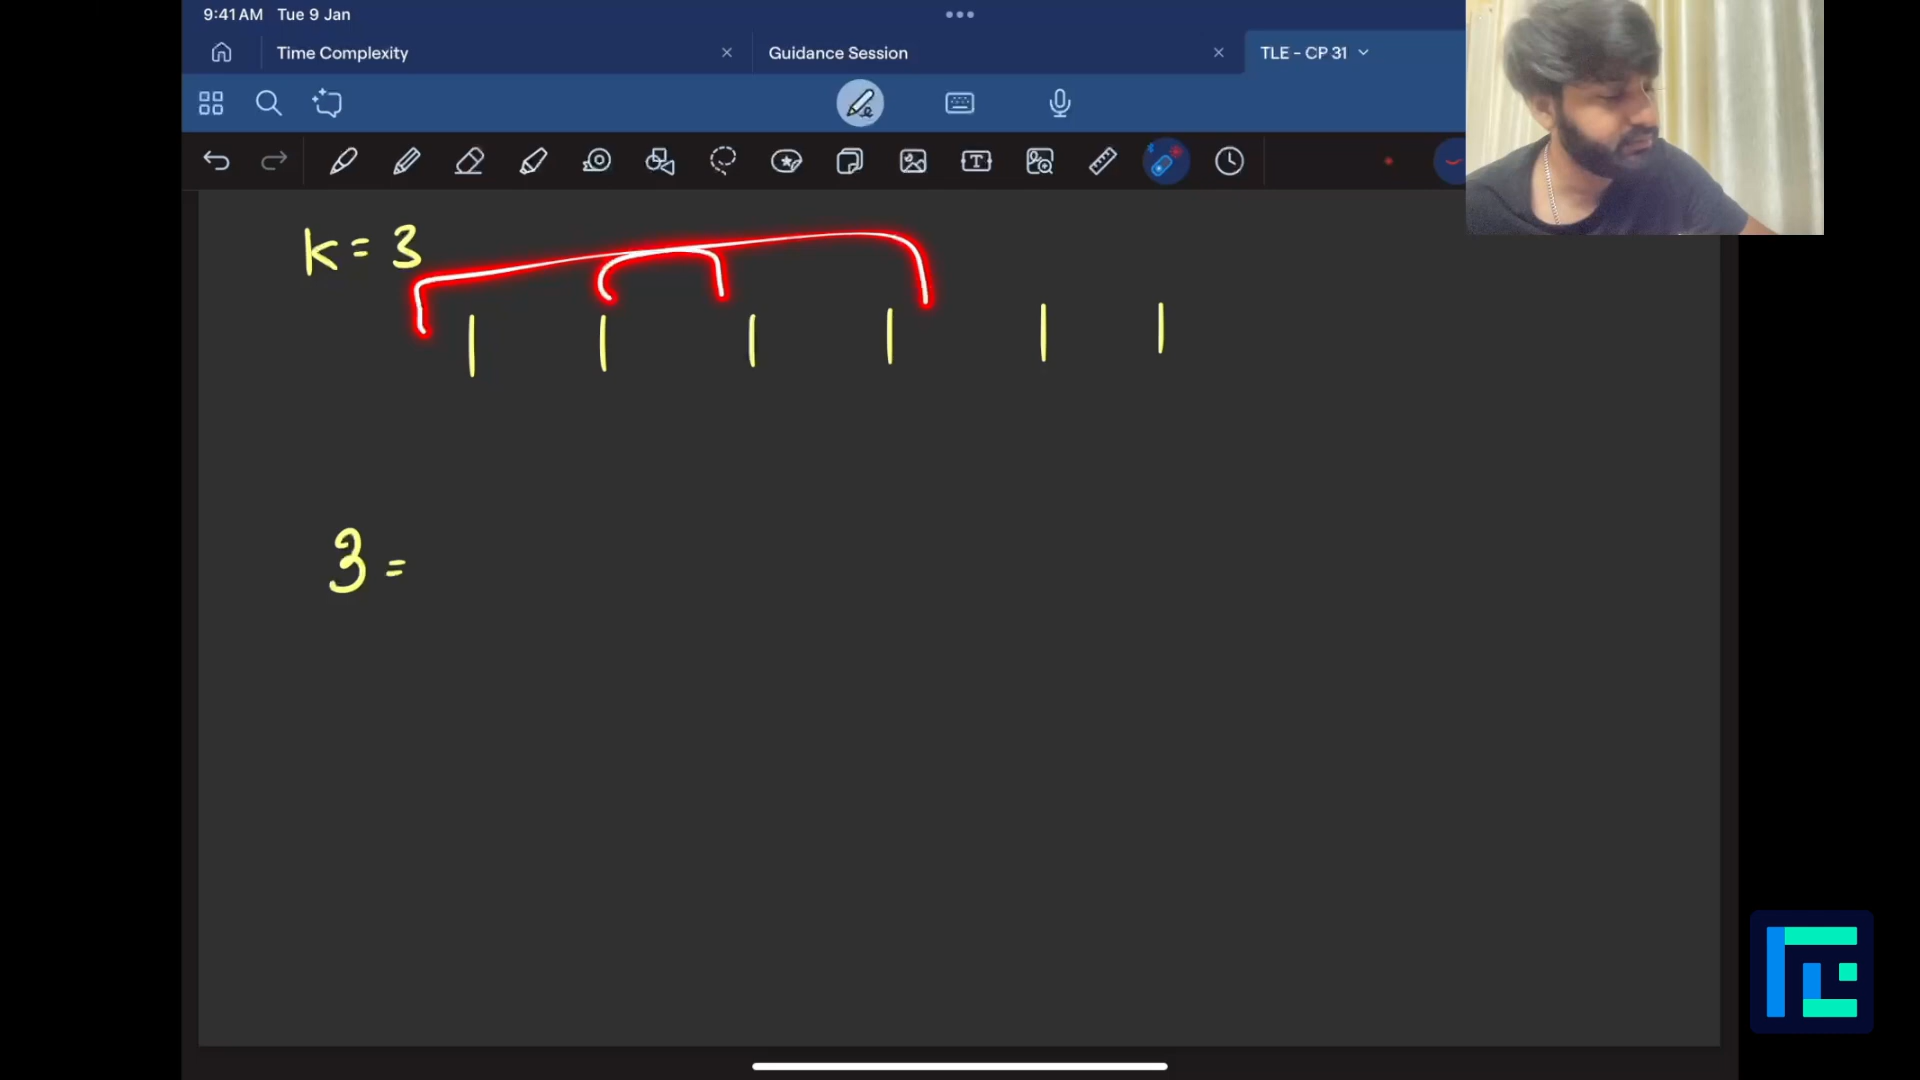 9:41 AM Tue 9 Jan
Time Complexity
Guidance Session
TLE - CP 31
k = 3
| | | | | |
3 =